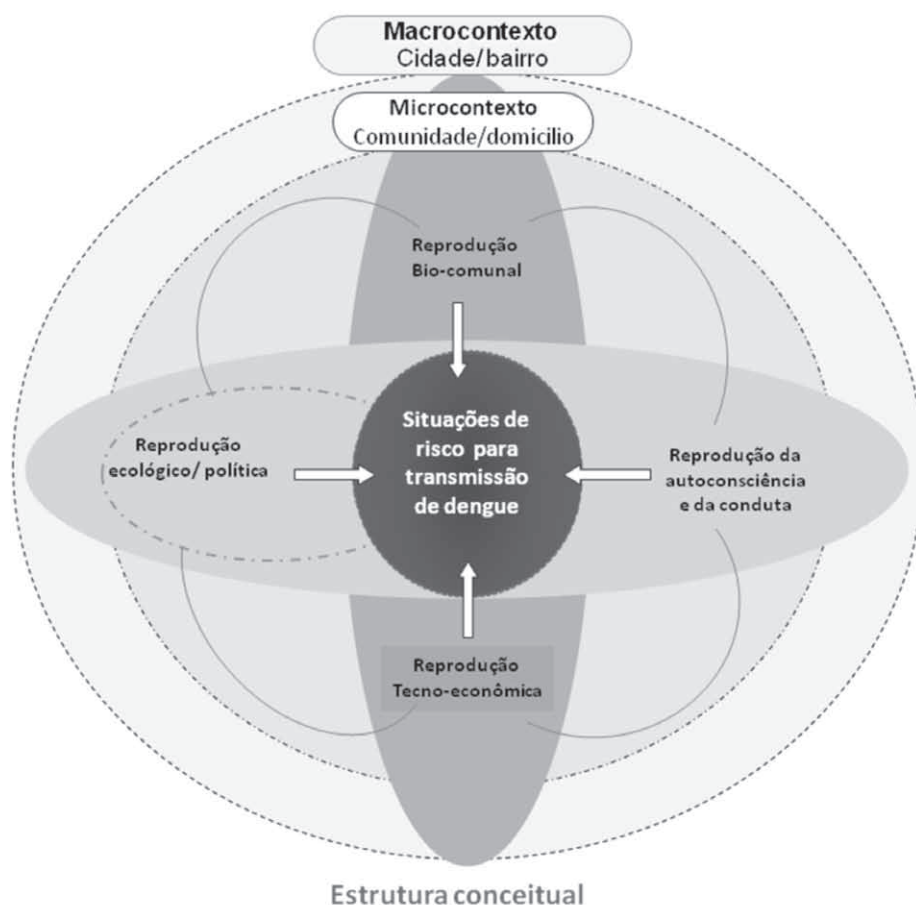 Macrocontexto
Cidade/bairro
Microcontexto
Comunidade/domicílio
Reprodução
Bio-comunal
Situações de
risco para
transmissão
de dengue
Reprodução
ecológico/ política
Reprodução da
autoconsciência
e da conduta
Reprodução
Tecno-econômica
Estrutura conceitual